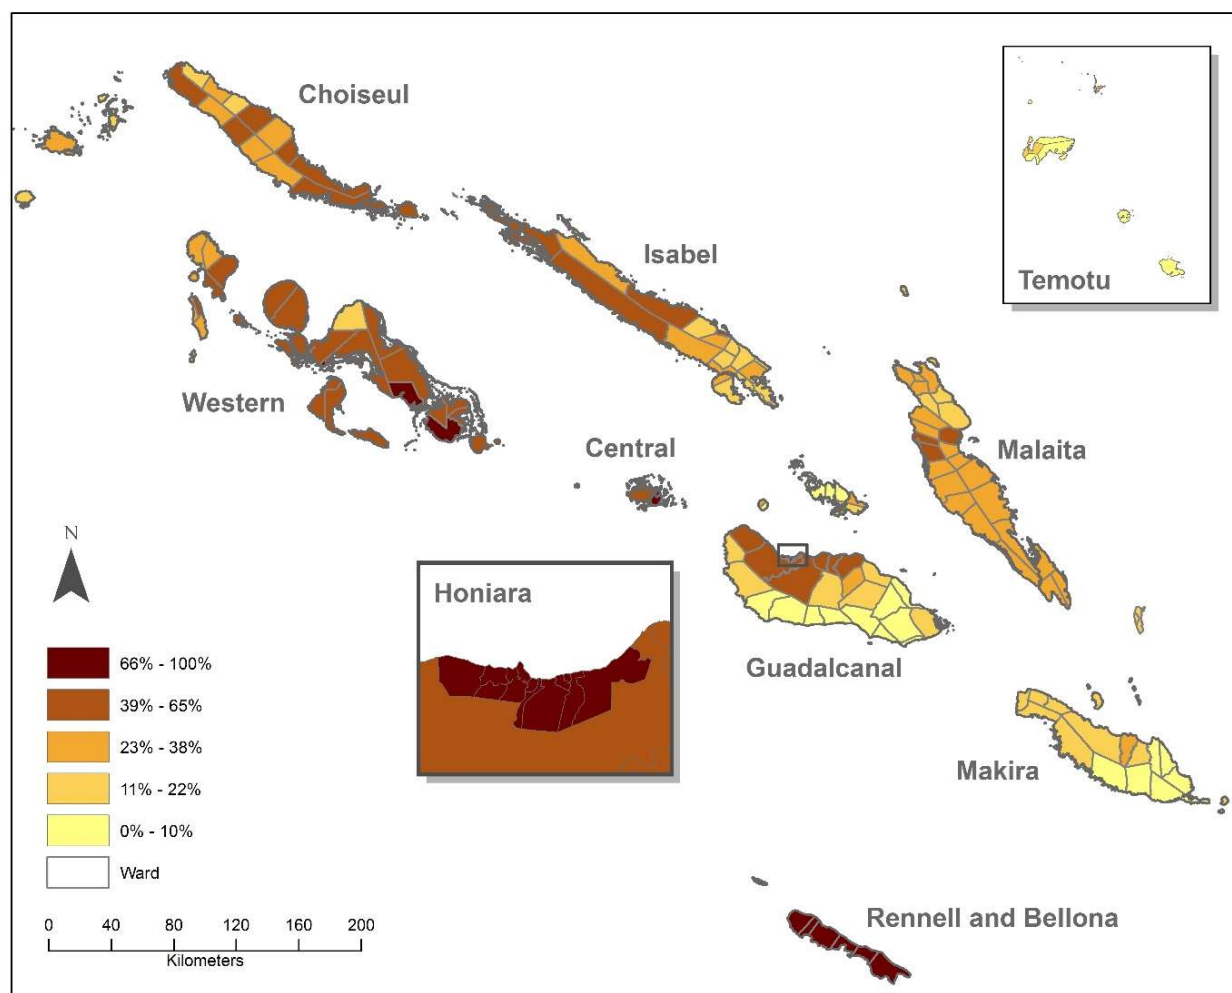 Choiseul
Isabel
Temotu
Western
Central
Malaita
N
Honiara
Guadalcanal
Makira
66% - 100%
39% - 65%
23% - 38%
11% - 22%
0% - 10%
Ward
Rennell and Bellona
0 40 80 120 160 200
Kilometers